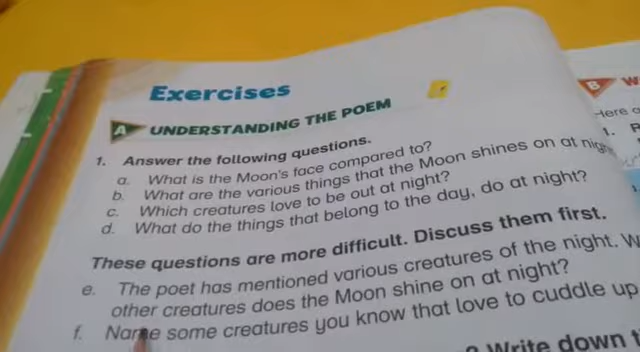 Exercises
A UNDERSTANDING THE POEM
1. Answer the following questions.
a. What is the Moon's face compared to?
b. What are the various things that the Moon shines on at night?
c. Which creatures love to be out at night?
d. What do the things that belong to the day, do at night?
These questions are more difficult. Discuss them first.
e. The poet has mentioned various creatures of the night. W
other creatures does the Moon shine on at night?
f. Name some creatures you know that love to cuddle up
Write down
B W
Here
1.